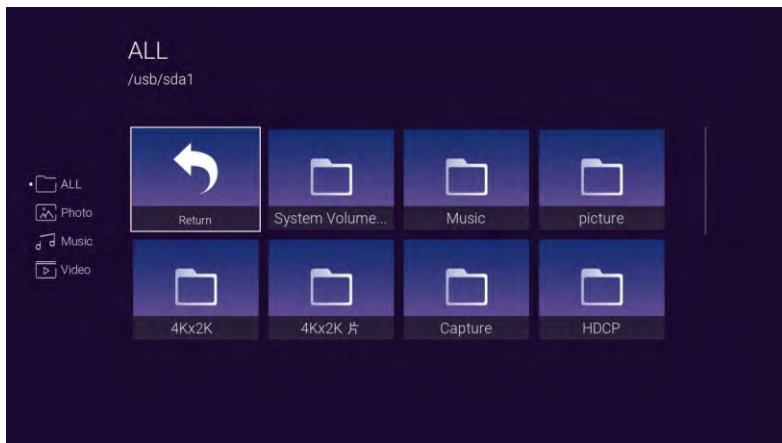 ALL
/usb/sda1
ALL
Photo
Music
Video
Return
System Volume...
Music
picture
4Kx2K
4Kx2K 片
Capture
HDCP